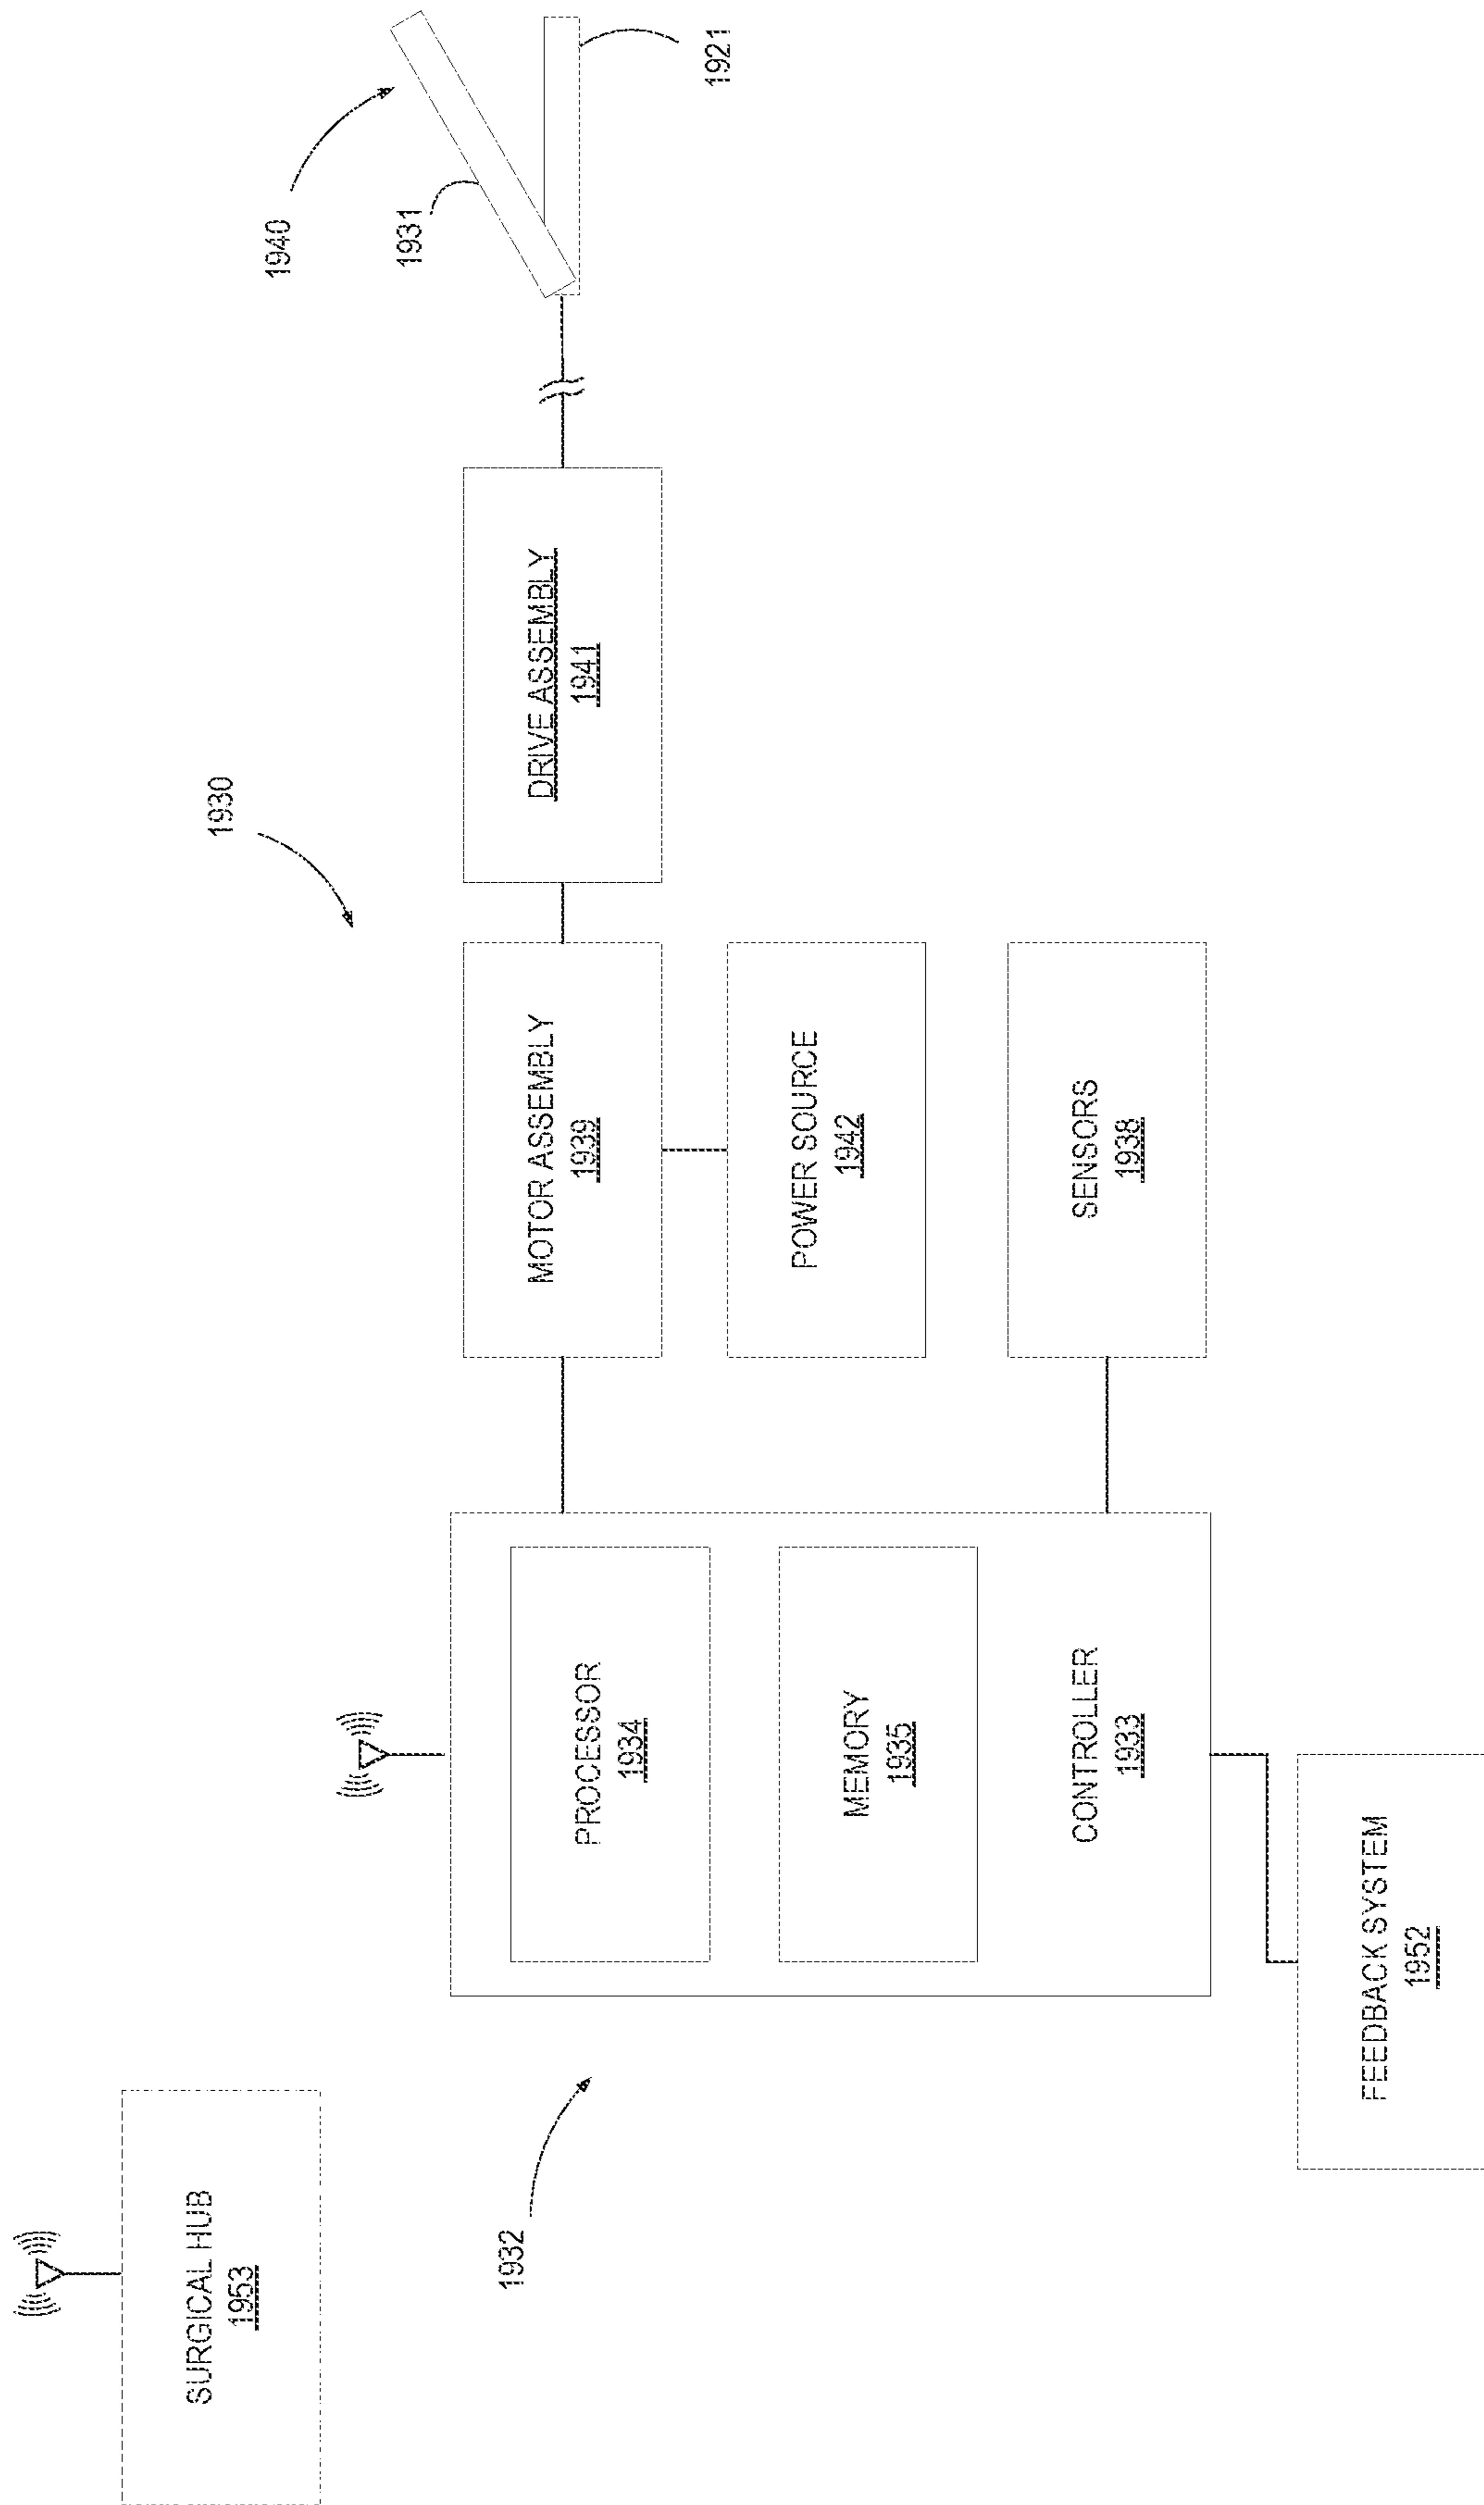 SURGICAL HUB
1953
1930
1940
1931
1921
1932
PROCESSOR
1934
MEMORY
1935
CONTROLLER
1933
MOTOR ASSEMBLY
1939
DRIVE ASSEMBLY
1941
POWER SOURCE
1942
SENSORS
1938
FEEDBACK SYSTEM
1952